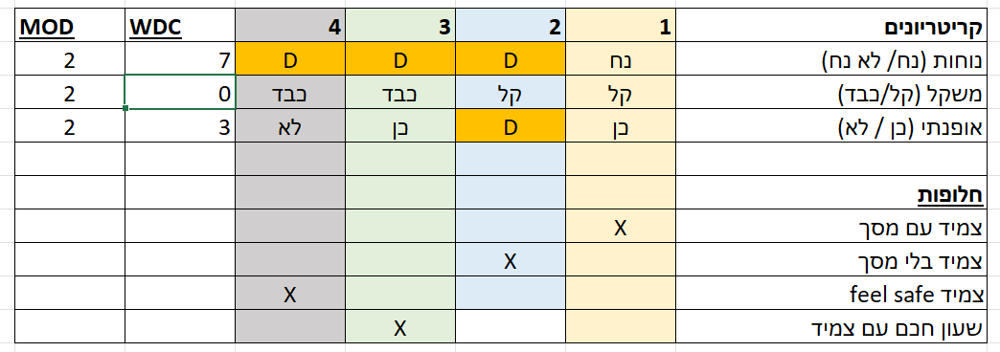 קריטריונים 1 2 3 4 WDC MOD
נוחות (נח/ לא נח) נח D D D 7 2
משקל (קל/כבד) קל קל כבד כבד 0 2
אופנתי (כן / לא) כן D כן לא 3 2
חלופות
צמיד עם מסך X
צמיד בלי מסך X
צמיד feel safe X
שעון חכם עם צמיד X